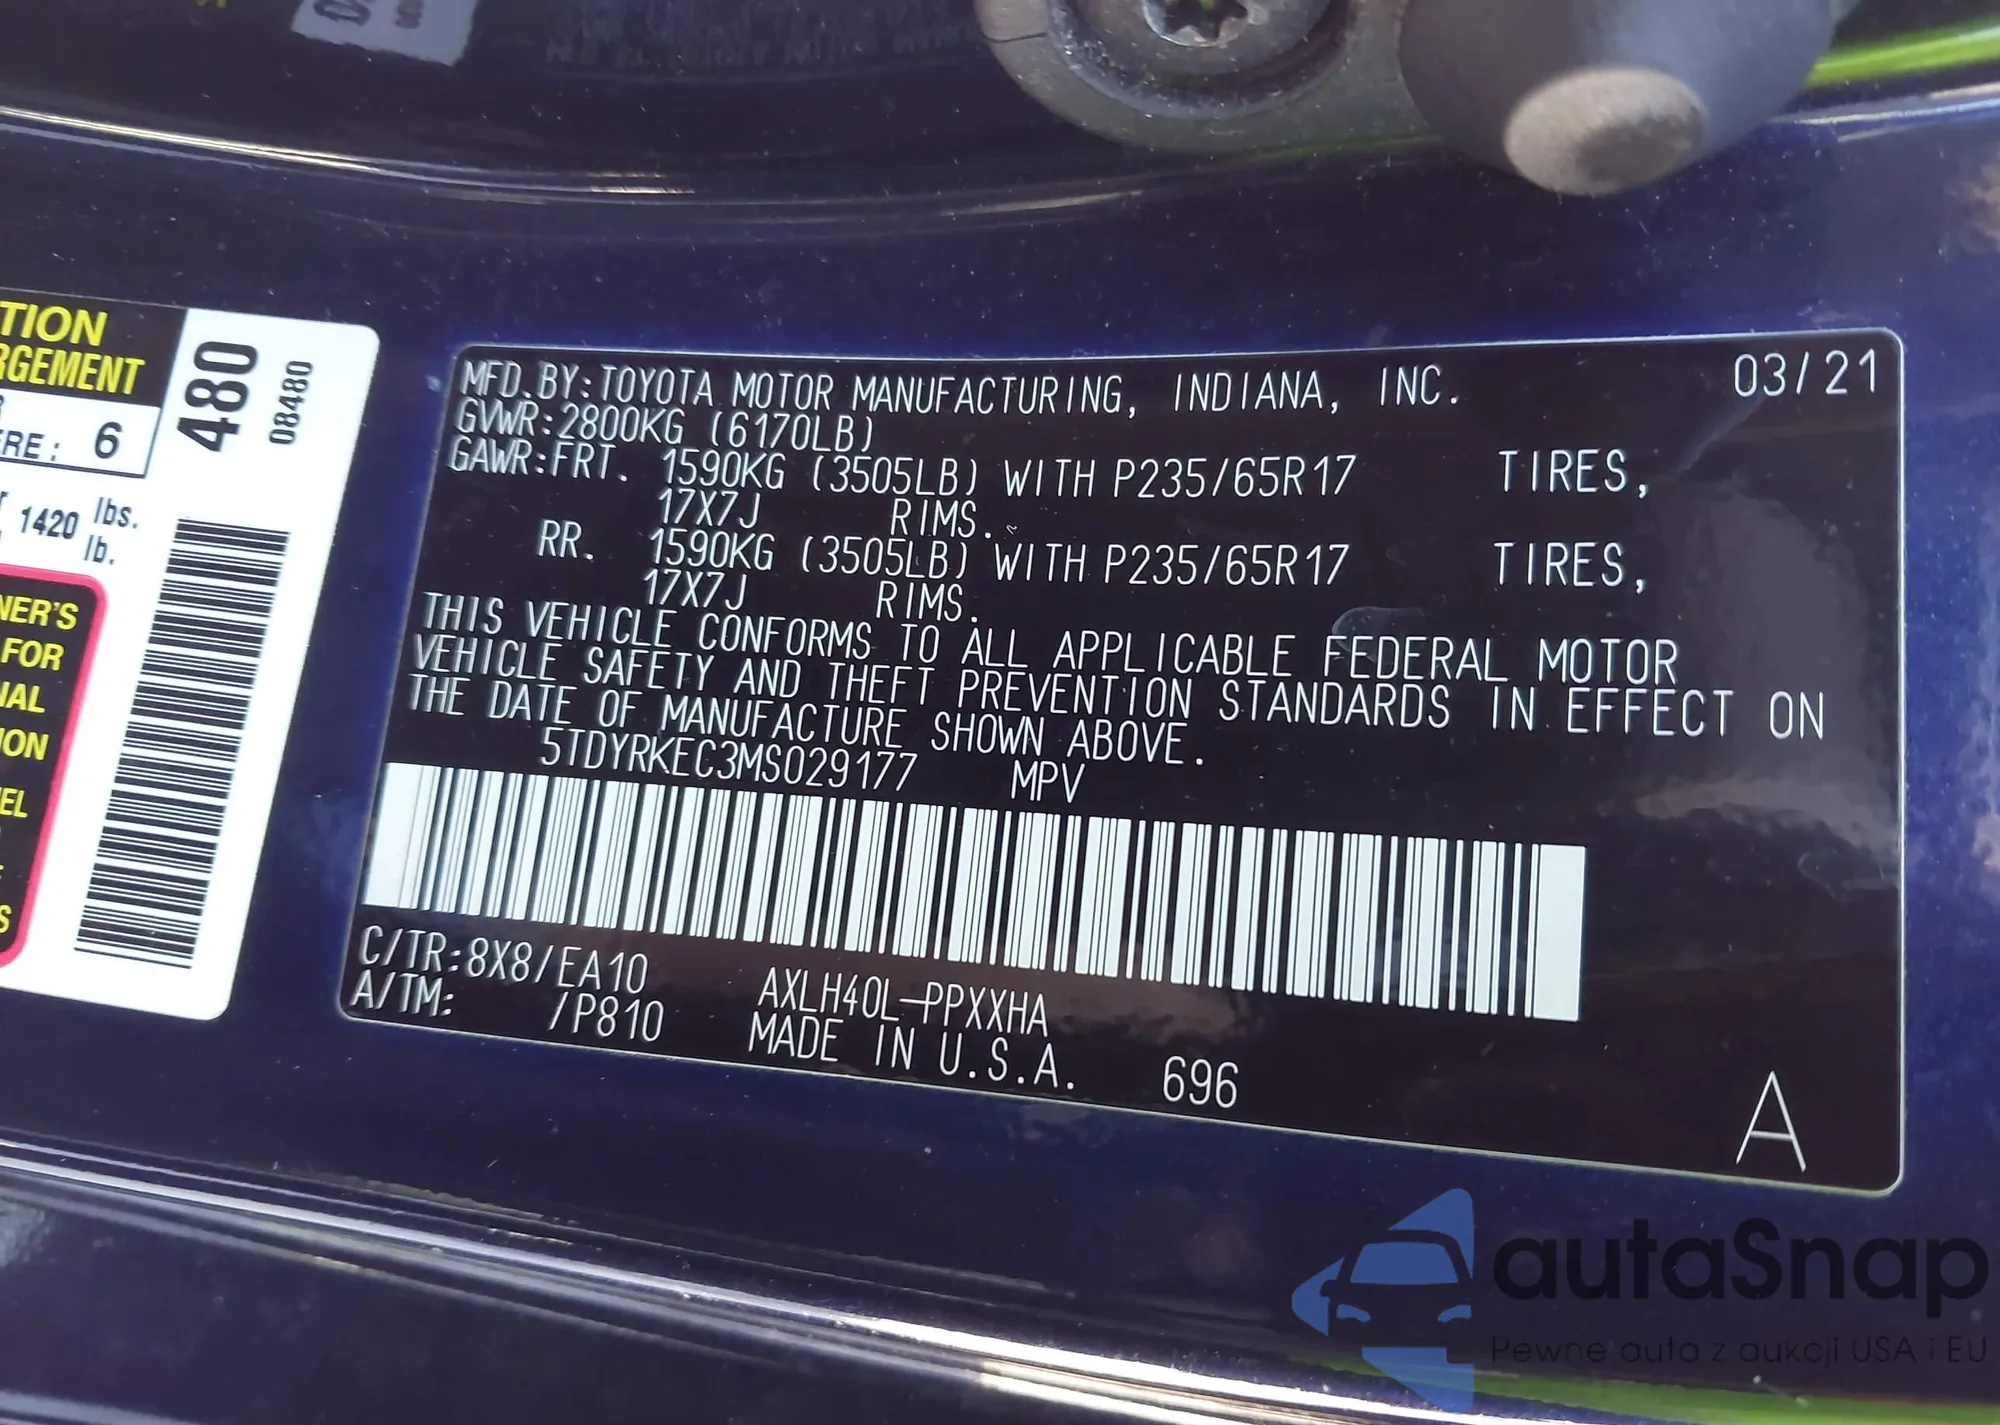 TION
RGEMENT
ERE: 6
1420 lbs.
lb.
480
08480
NER'S
FOR
NAL
ION
EL
S
MFD.BY:TOYOTA MOTOR MANUFACTURING, INDIANA, INC. 03/21
GVWR:2800KG (6170LB)
GAWR:FRT. 1590KG (3505LB) WITH P235/65R17 TIRES,
17X7J RIMS.
RR. 1590KG (3505LB) WITH P235/65R17 TIRES,
17X7J RIMS.
THIS VEHICLE CONFORMS TO ALL APPLICABLE FEDERAL MOTOR
VEHICLE SAFETY AND THEFT PREVENTION STANDARDS IN EFFECT ON
THE DATE OF MANUFACTURE SHOWN ABOVE.
5TDYRKEC3MS029177 MPV
C/TR:8X8/EA10 AXLH40L-PPXXHA
A/TM: /P810 MADE IN U.S.A. 696
A
autaSnap
Pewne auta z aukcji USA i EU